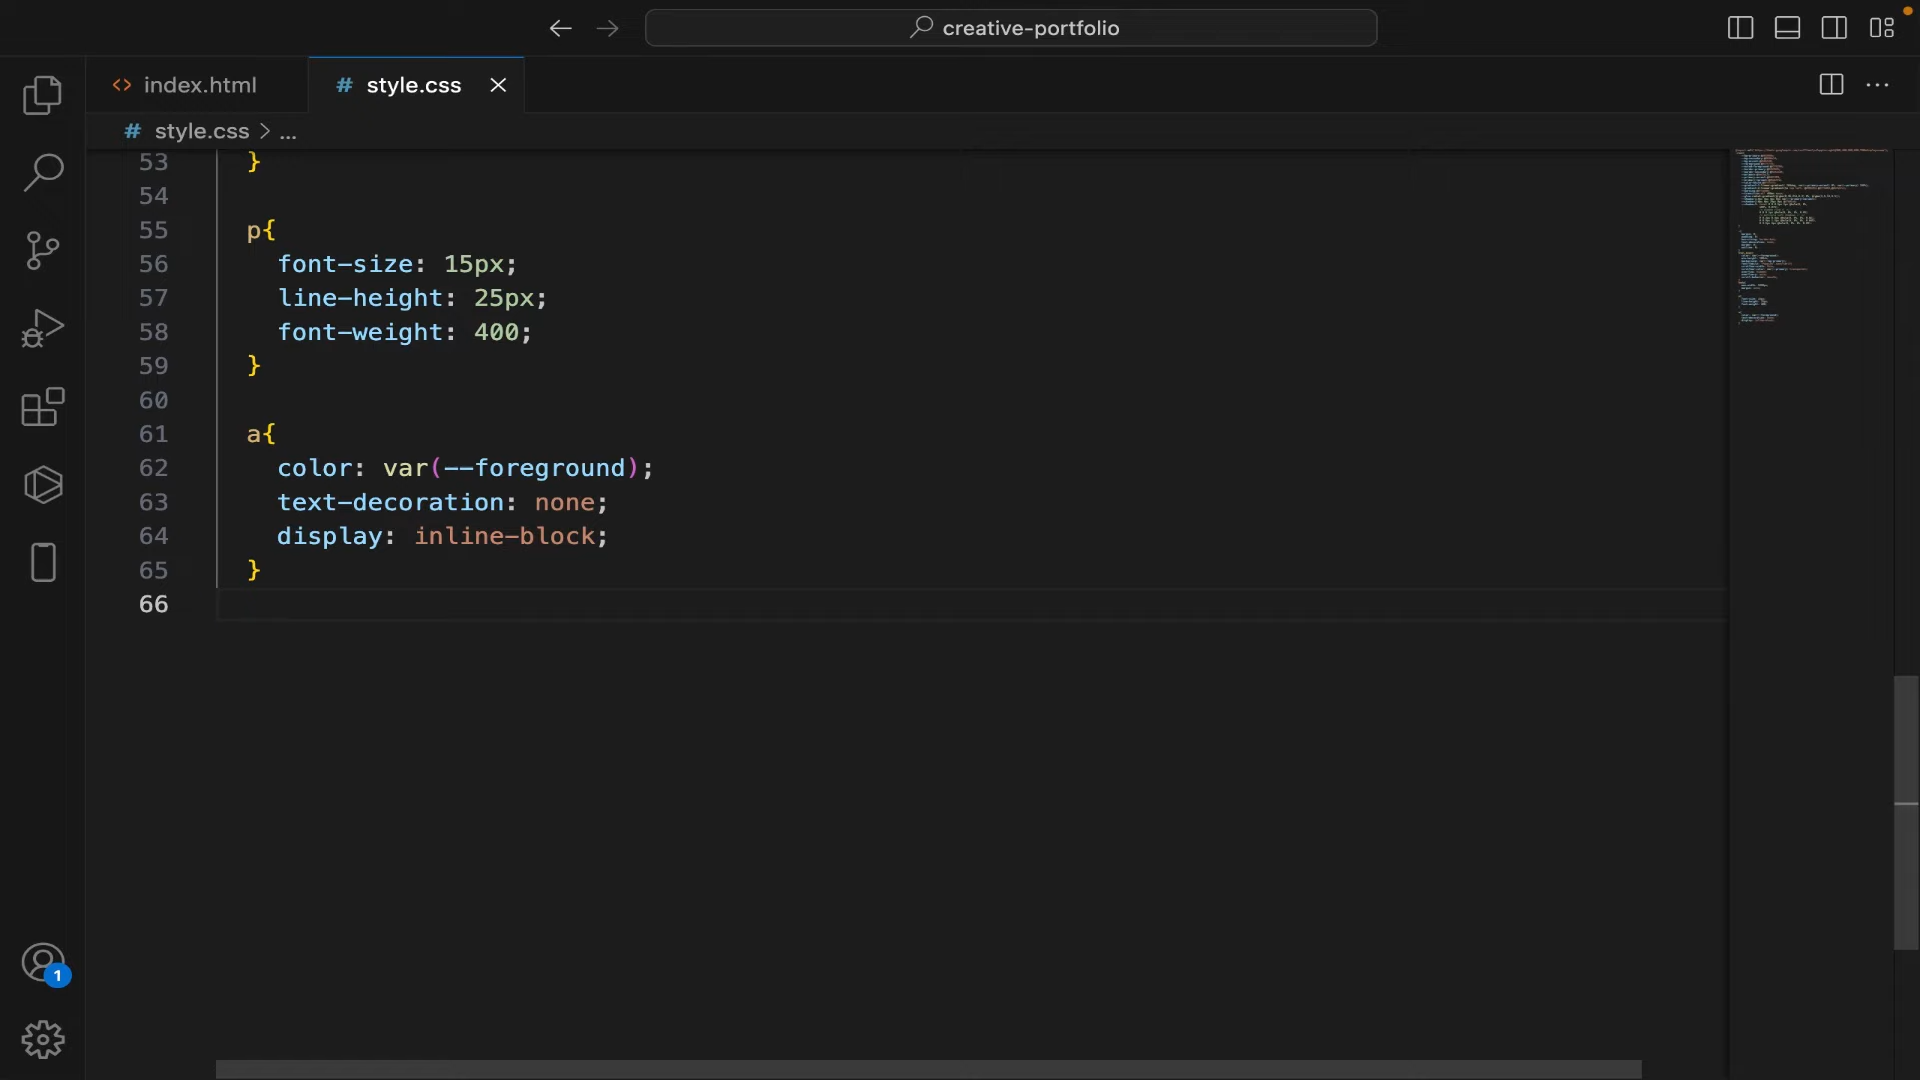 creative-portfolio
<> index.html
# style.css
# style.css > ...
53 }
54
55 p{
56 font-size: 15px;
57 line-height: 25px;
58 font-weight: 400;
59 }
60
61 a{
62 color: var(--foreground);
63 text-decoration: none;
64 display: inline-block;
65 }
66
1